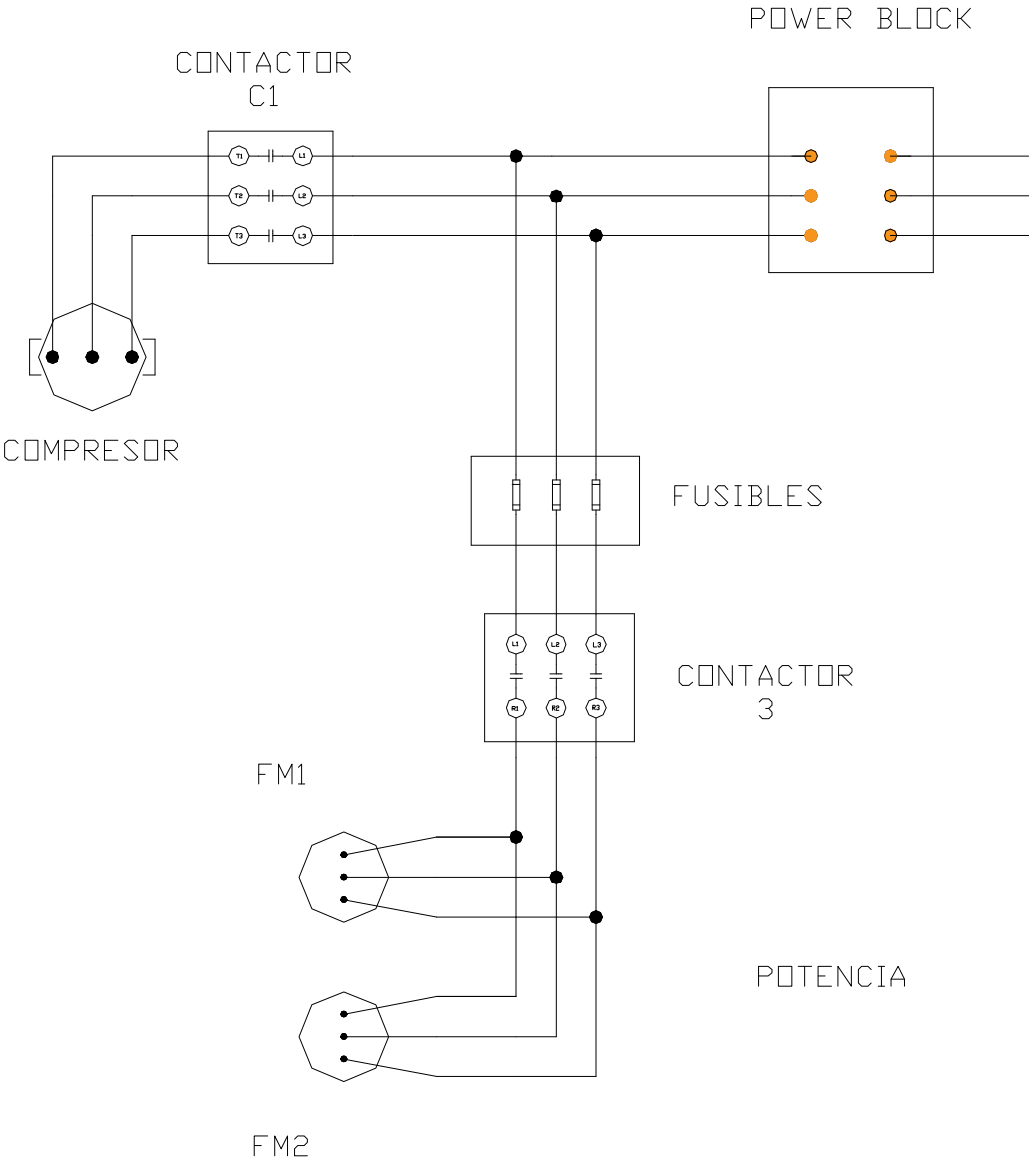 POWER BLOCK
CONTACTOR
C1
T1 L1
T2 L2
T3 L3
COMPRESOR
FUSIBLES
L1 L2 L3
CONTACTOR
3
R1 R2 R3
FM1
POTENCIA
FM2